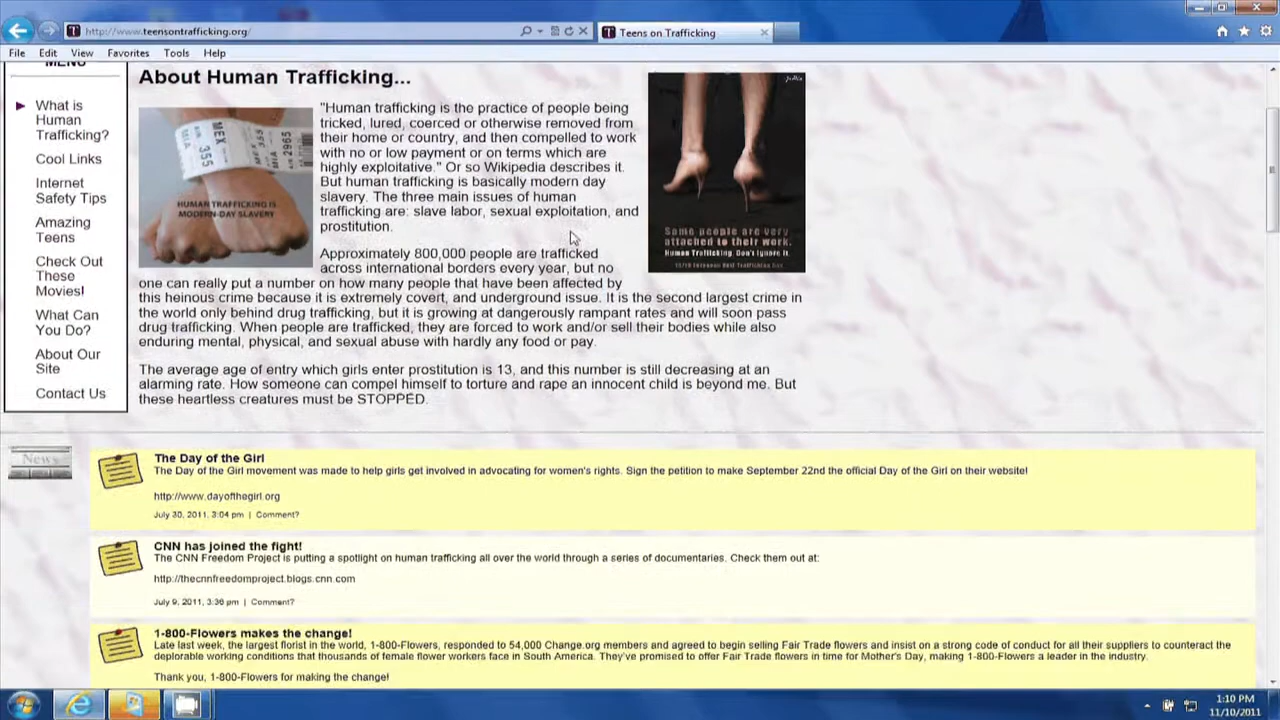 http://www.teensontrafficking.org/
Teens on Trafficking
File Edit View Favorites Tools Help
MENU
What is
Human
Trafficking?
Cool Links
Internet
Safety Tips
Amazing
Teens
Check Out
These
Movies!
What Can
You Do?
About Our
Site
Contact Us
About Human Trafficking...
MEX
MIA 355
355
2965
HUMAN TRAFFICKING IS
MODERN-DAY SLAVERY
"Human trafficking is the practice of people being
tricked, lured, coerced or otherwise removed from
their home or country, and then compelled to work
with no or low payment or on terms which are
highly exploitative." Or so Wikipedia describes it.
But human trafficking is basically modern day
slavery. The three main issues of human
trafficking are: slave labor, sexual exploitation, and
prostitution.
Some people are very
attached to their work.
Human Trafficking. Don't Ignore It.
Approximately 800,000 people are trafficked
across international borders every year, but no
one can really put a number on how many people that have been affected by
this heinous crime because it is extremely covert, and underground issue. It is the second largest crime in
the world only behind drug trafficking, but it is growing at dangerously rampant rates and will soon pass
drug trafficking. When people are trafficked, they are forced to work and/or sell their bodies while also
enduring mental, physical, and sexual abuse with hardly any food or pay.
The average age of entry which girls enter prostitution is 13, and this number is still decreasing at an
alarming rate. How someone can compel himself to torture and rape an innocent child is beyond me. But
these heartless creatures must be STOPPED.
News
The Day of the Girl
The Day of the Girl movement was made to help girls get involved in advocating for women's rights. Sign the petition to make September 22nd the official Day of the Girl on their website!
http://www.dayofthegirl.org
July 30, 2011, 3:04 pm | Comment?
CNN has joined the fight!
The CNN Freedom Project is putting a spotlight on human trafficking all over the world through a series of documentaries. Check them out at:
http://thecnnfreedomproject.blogs.cnn.com
July 9, 2011, 3:36 pm | Comment?
1-800-Flowers makes the change!
Late last week, the largest florist in the world, 1-800-Flowers, responded to 54,000 Change.org members and agreed to begin selling Fair Trade flowers and insist on a strong code of conduct for all their suppliers to counteract the
deplorable working conditions that thousands of female flower workers face in South America. They've promised to offer Fair Trade flowers in time for Mother's Day, making 1-800-Flowers a leader in the industry.
Thank you, 1-800-Flowers for making the change!
1:10 PM
11/10/2011